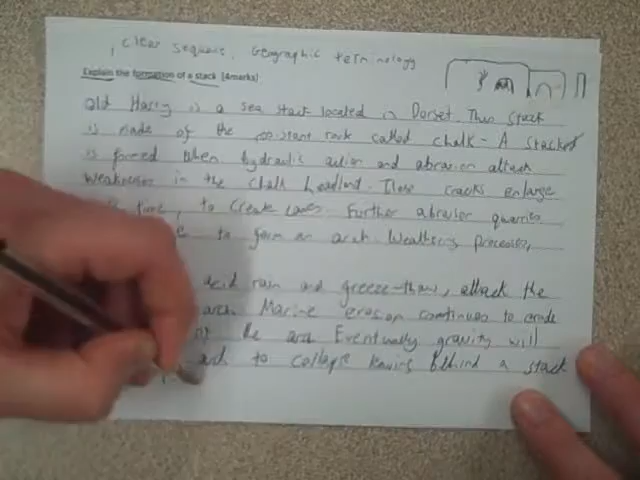 , clear sequence, Geographic terminology
Explain the formation of a stack [4marks]
Old Harry is a sea stack located in Dorset. This stack
is made of the resistant rock called chalk - A stacked
is formed when hydraulic action and abrasion attack
weaknesses in the chalk headland. These cracks enlarge
time, to create caves. Further abrasion quarries
to form an arch. Weathering processes,
acid rain and freeze-thaw, attack the
arch. Marine erosion continues to erode
of the arch Eventually gravity will
arch to collapse leaving behind a stack